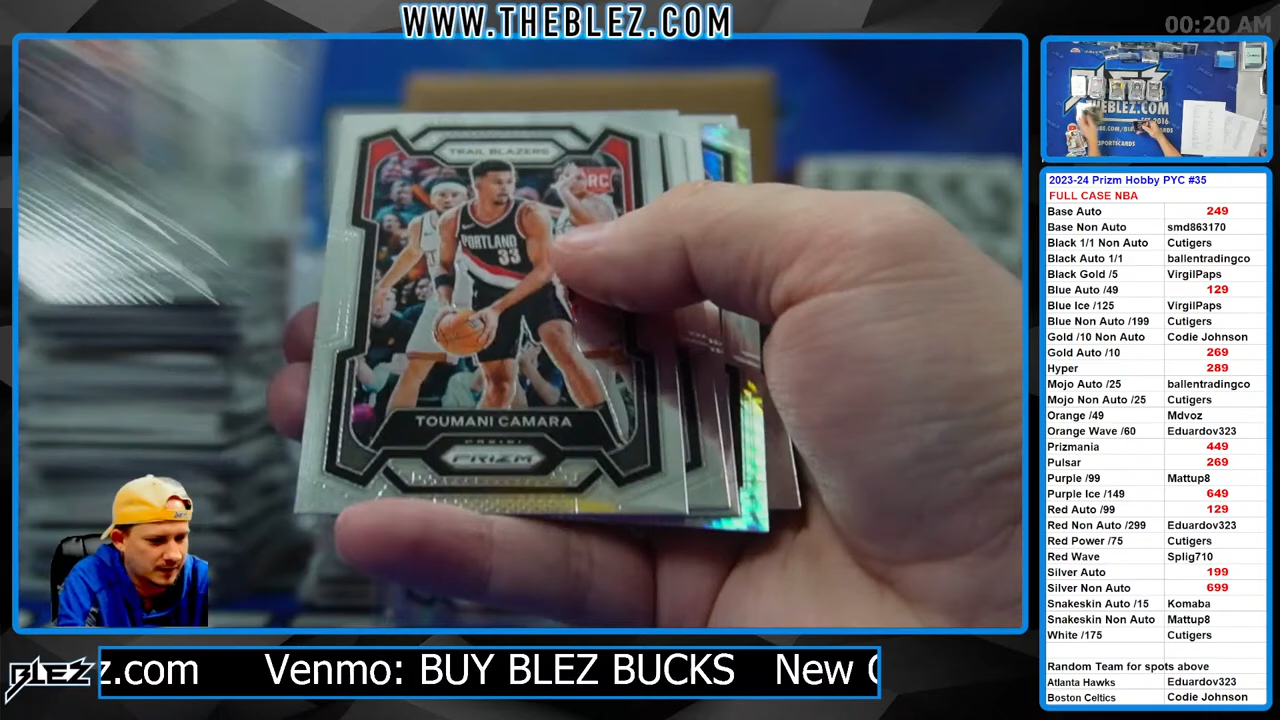 WWW.THEBLEZ.COM
00:20 AM
TRAIL BLAZERS
RC
PORTLAND
33
TOUMANI CAMARA
PANINI
PRIZM
BLEZ
THEBLEZ.COM
2023-24 Prizm Hobby PYC #35
FULL CASE NBA
Base Auto 249
Base Non Auto smd863170
Black 1/1 Non Auto Cutigers
Black Auto 1/1 ballentradingco
Black Gold /5 VirgilPaps
Blue Auto /49 129
Blue Ice /125 VirgilPaps
Blue Non Auto /199 Cutigers
Gold /10 Non Auto Codie Johnson
Gold Auto /10 269
Hyper 289
Mojo Auto /25 ballentradingco
Mojo Non Auto /25 Cutigers
Orange /49 Mdvoz
Orange Wave /60 Eduardov323
Prizmania 449
Pulsar 269
Purple /99 Mattup8
Purple Ice /149 649
Red Auto /99 129
Red Non Auto /299 Eduardov323
Red Power /75 Cutigers
Red Wave Splig710
Silver Auto 199
Silver Non Auto 699
Snakeskin Auto /15 Komaba
Snakeskin Non Auto Mattup8
White /175 Cutigers
Random Team for spots above
Atlanta Hawks Eduardov323
Boston Celtics Codie Johnson
BLEZ
z.com Venmo: BUY BLEZ BUCKS New